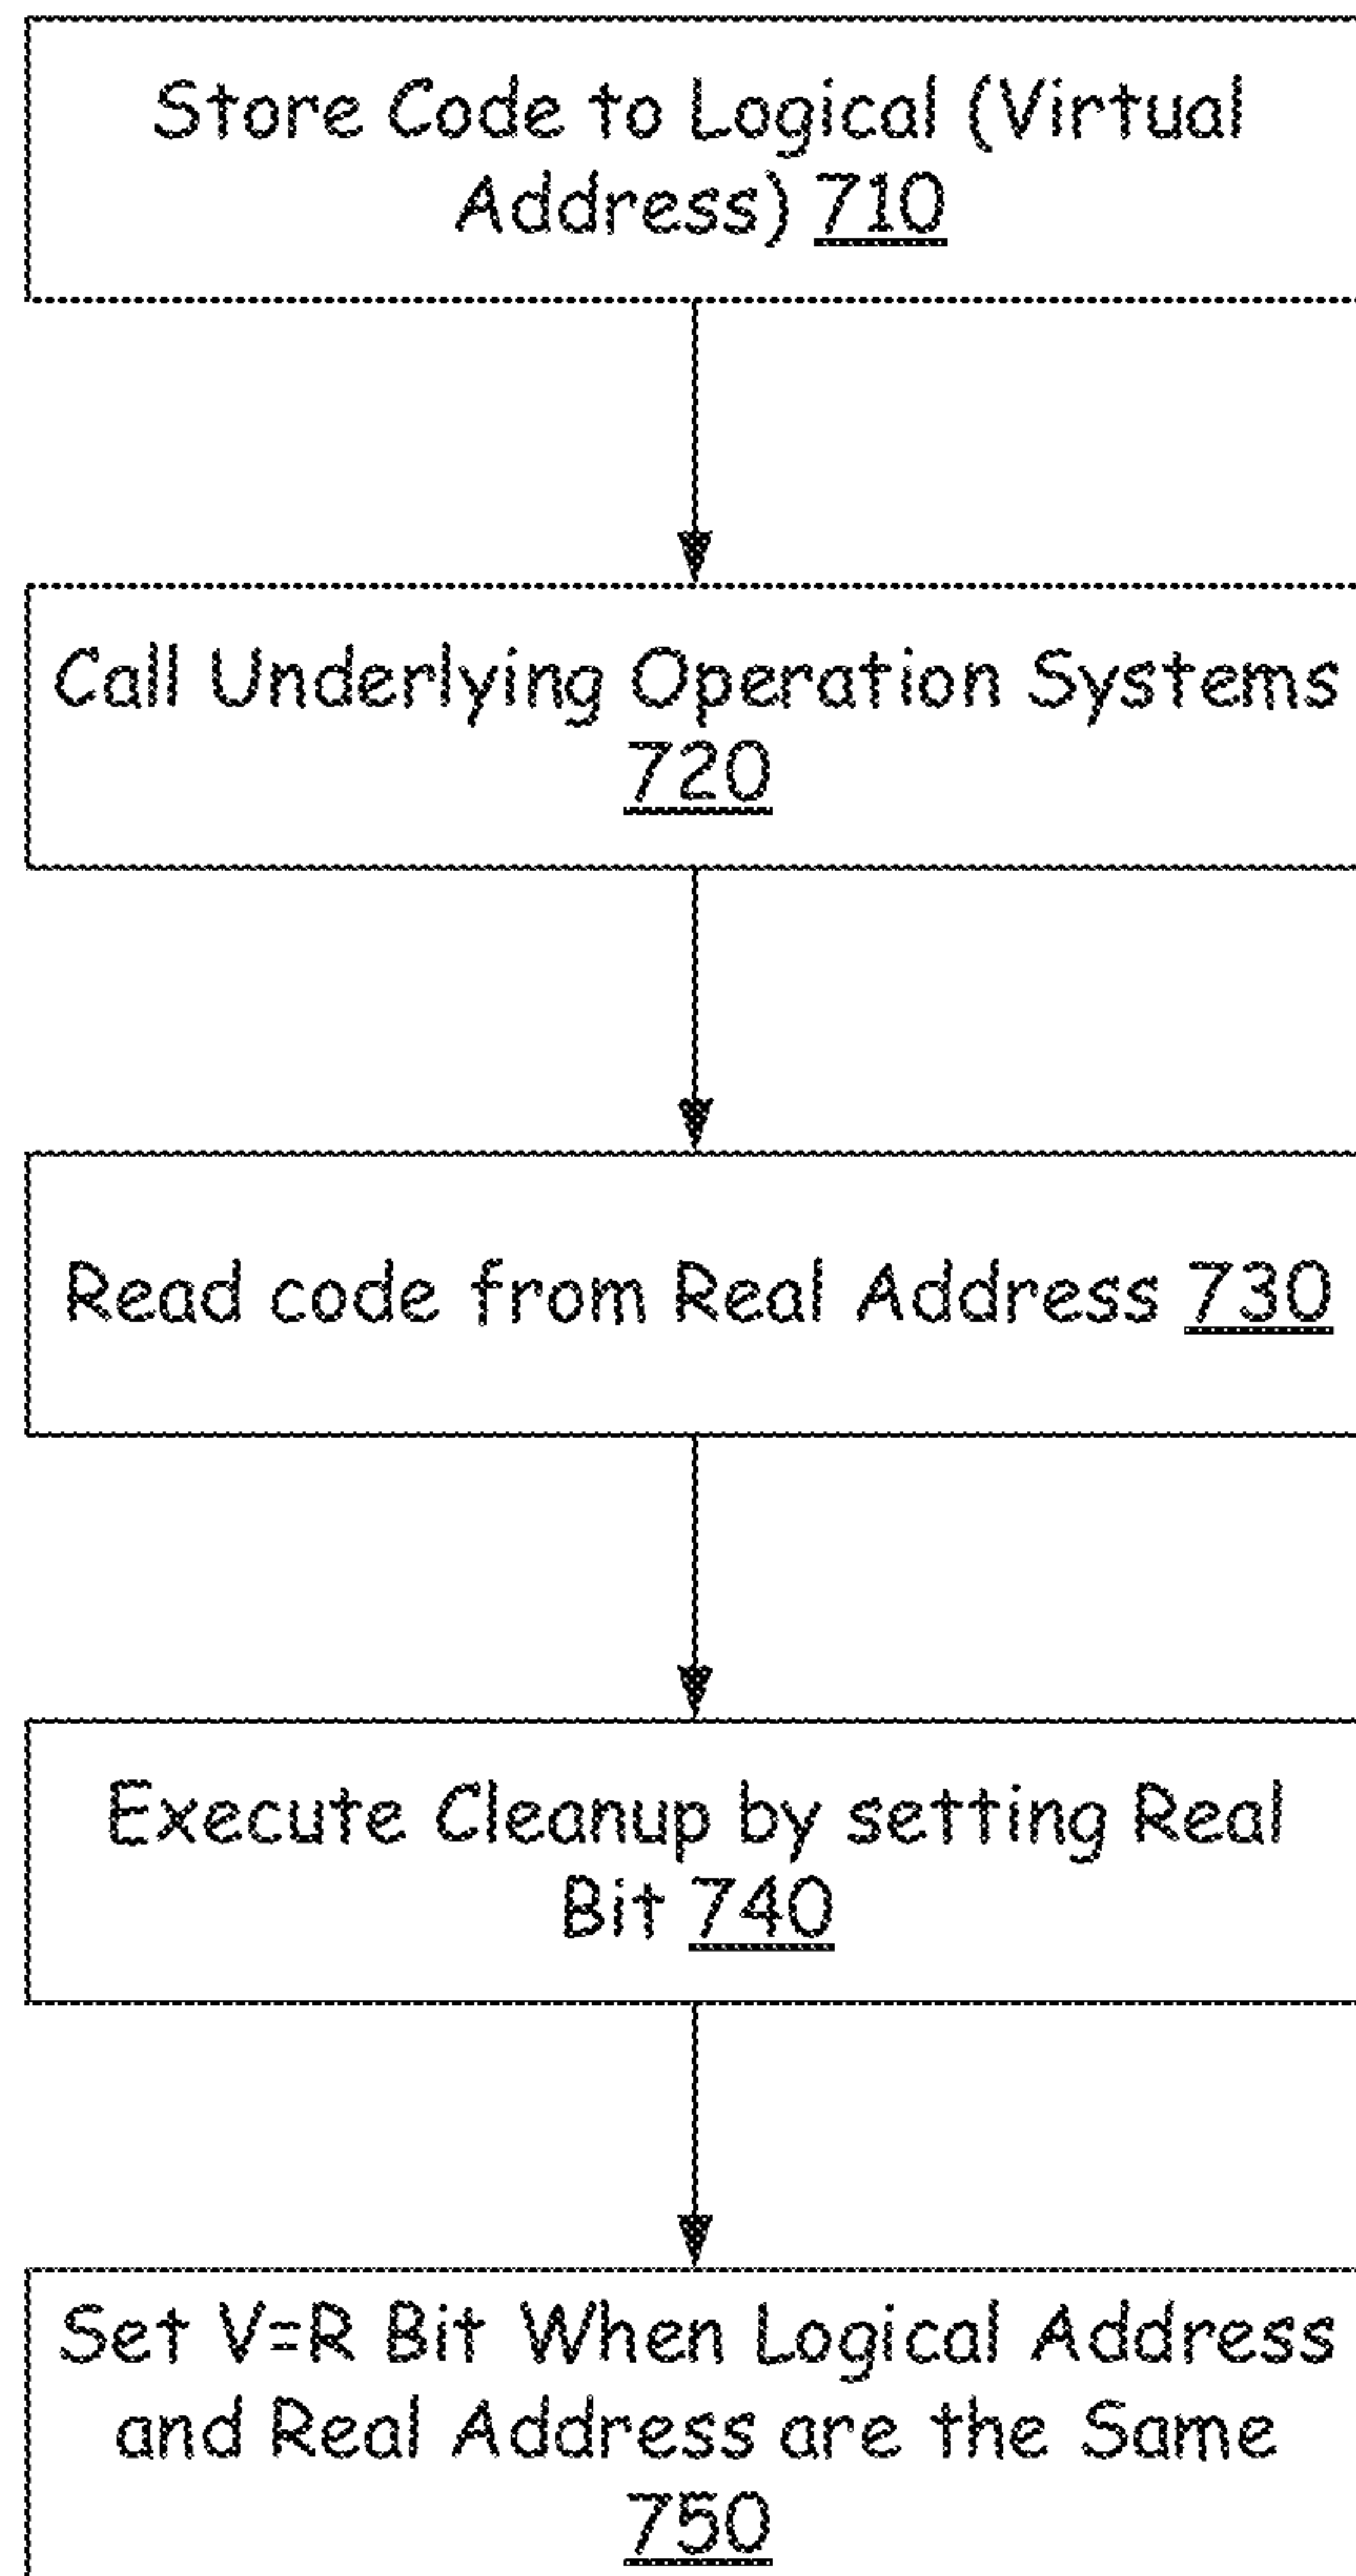 Store Code to Logical (Virtual
Address) 710
Call Underlying Operation Systems
720
Read code from Real Address 730
Execute Cleanup by setting Real
Bit 740
Set V=R Bit When Logical Address
and Real Address are the Same
750